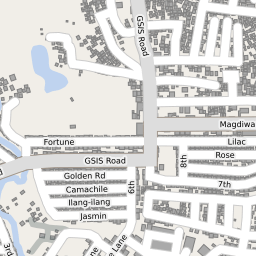 GSIS Road
Magdiwa
Fortune
Lilac
GSIS Road
8th
Rose
Golden Rd
7th
Camachile
6th
Ilang-ilang
Jasmin
3rd
Lane